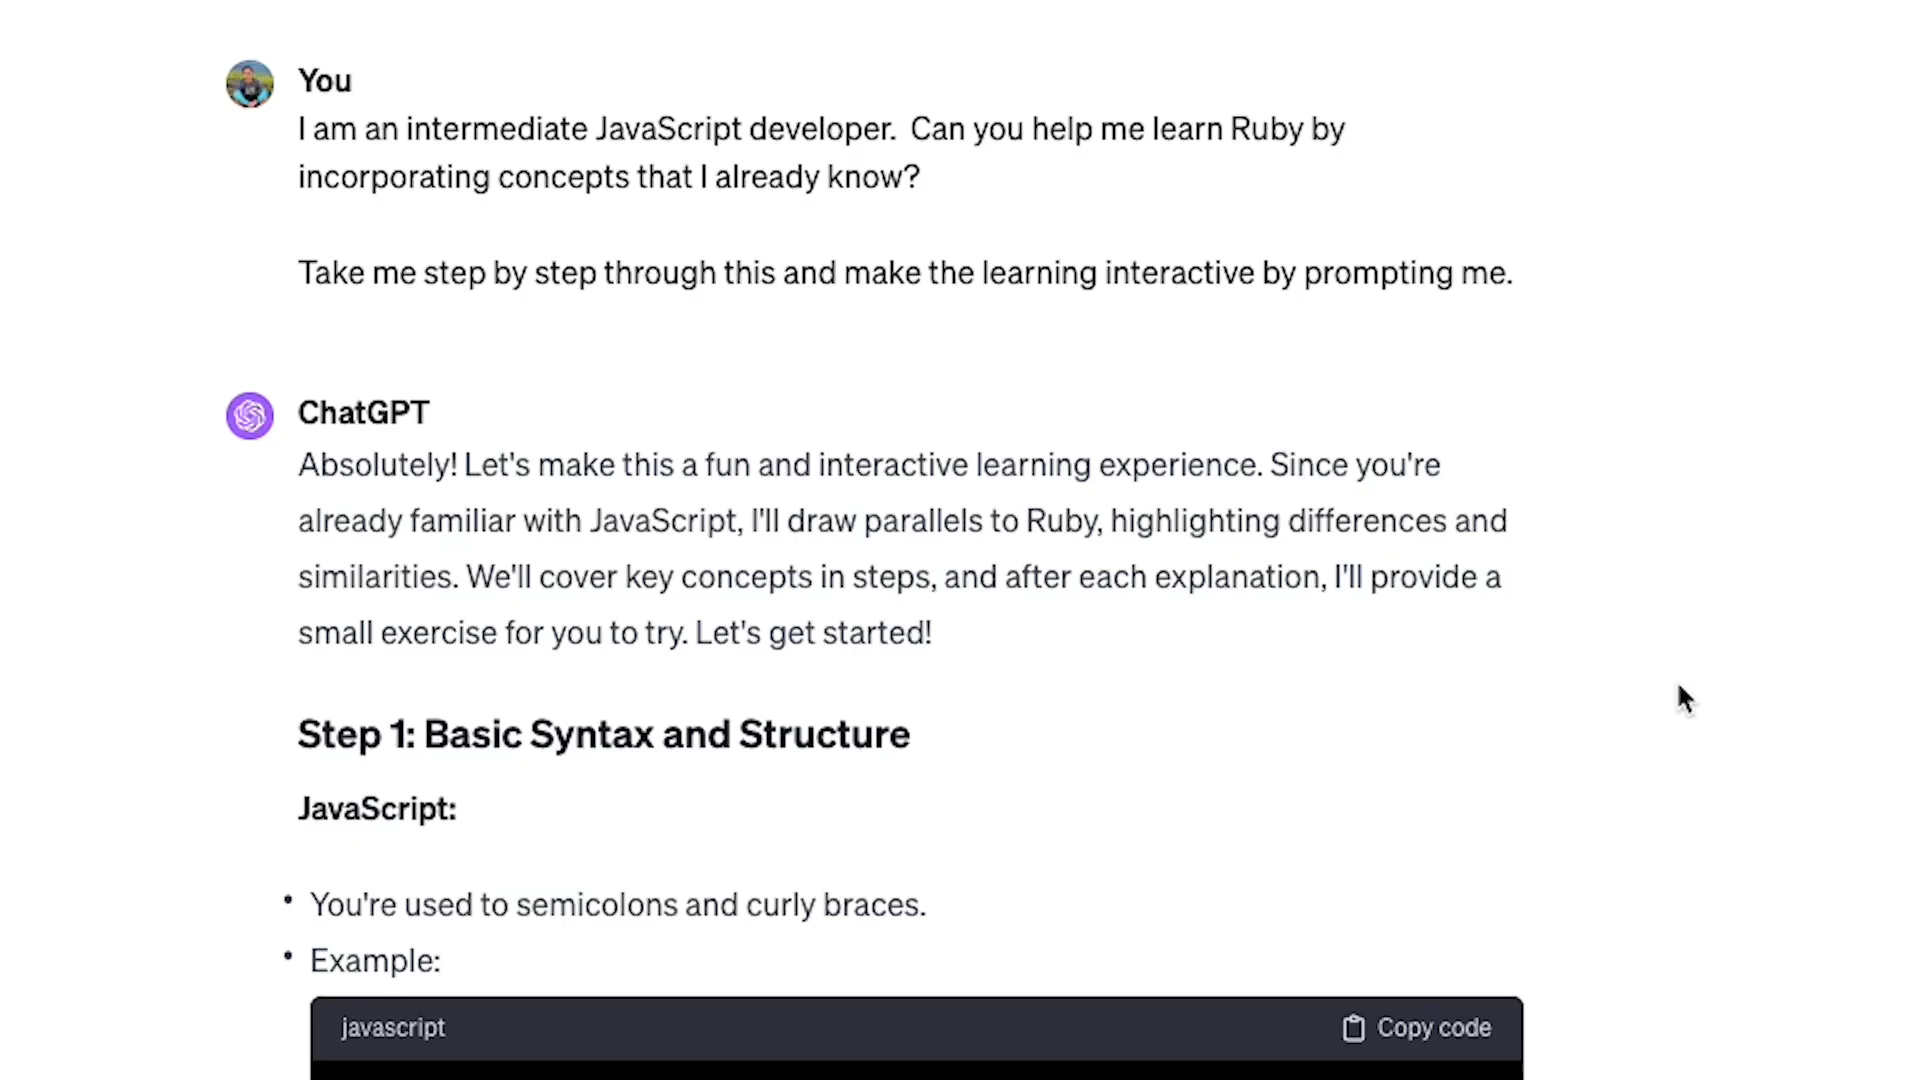 You
I am an intermediate JavaScript developer.  Can you help me learn Ruby by
incorporating concepts that I already know?
Take me step by step through this and make the learning interactive by prompting me.
ChatGPT
Absolutely! Let's make this a fun and interactive learning experience. Since you're
already familiar with JavaScript, I'll draw parallels to Ruby, highlighting differences and
similarities. We'll cover key concepts in steps, and after each explanation, I'll provide a
small exercise for you to try. Let's get started!
Step 1: Basic Syntax and Structure
JavaScript:
• You're used to semicolons and curly braces.
• Example:
javascript Copy code